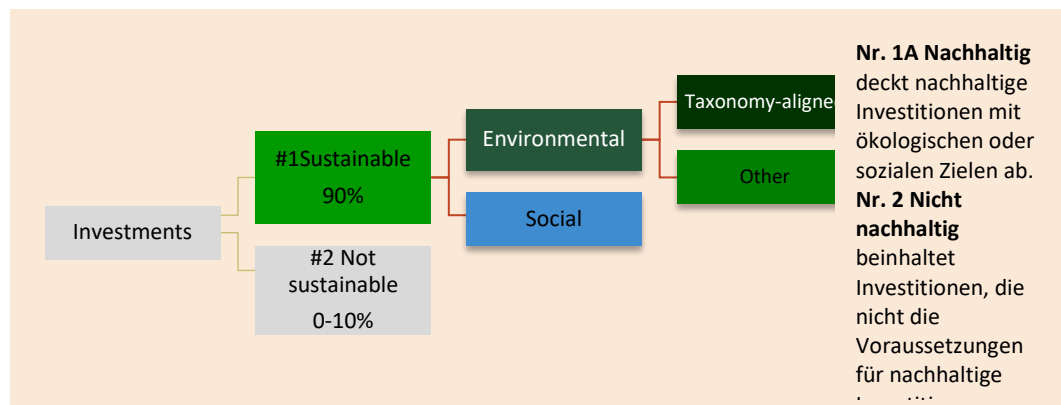 Investments
#1Sustainable
90%
#2 Not
sustainable
0-10%
Environmental
Social
Taxonomy-aligned
Other
Nr. 1A Nachhaltig
deckt nachhaltige
Investitionen mit
ökologischen oder
sozialen Zielen ab.
Nr. 2 Nicht
nachhaltig
beinhaltet
Investitionen, die
nicht die
Voraussetzungen
für nachhaltige